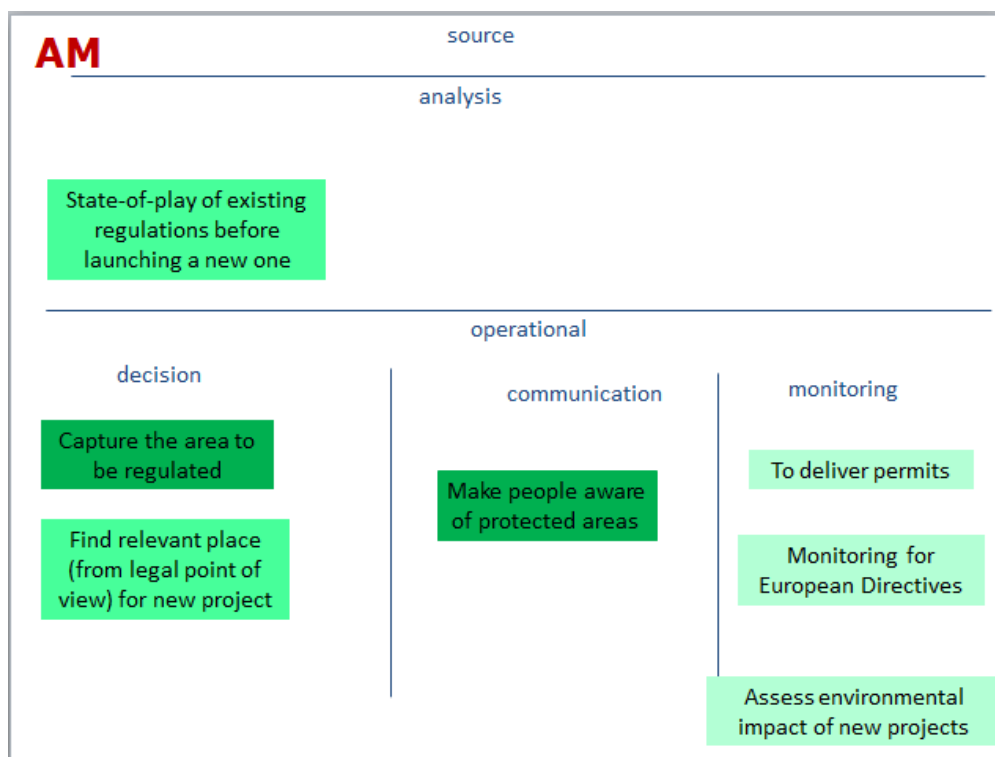 AM
source
analysis
State-of-play of existing
regulations before
launching a new one
operational
decision
Capture the area to
be regulated
Find relevant place
(from legal point of
view) for new project
communication
Make people aware
of protected areas
monitoring
To deliver permits
Monitoring for
European Directives
Assess environmental
impact of new projects